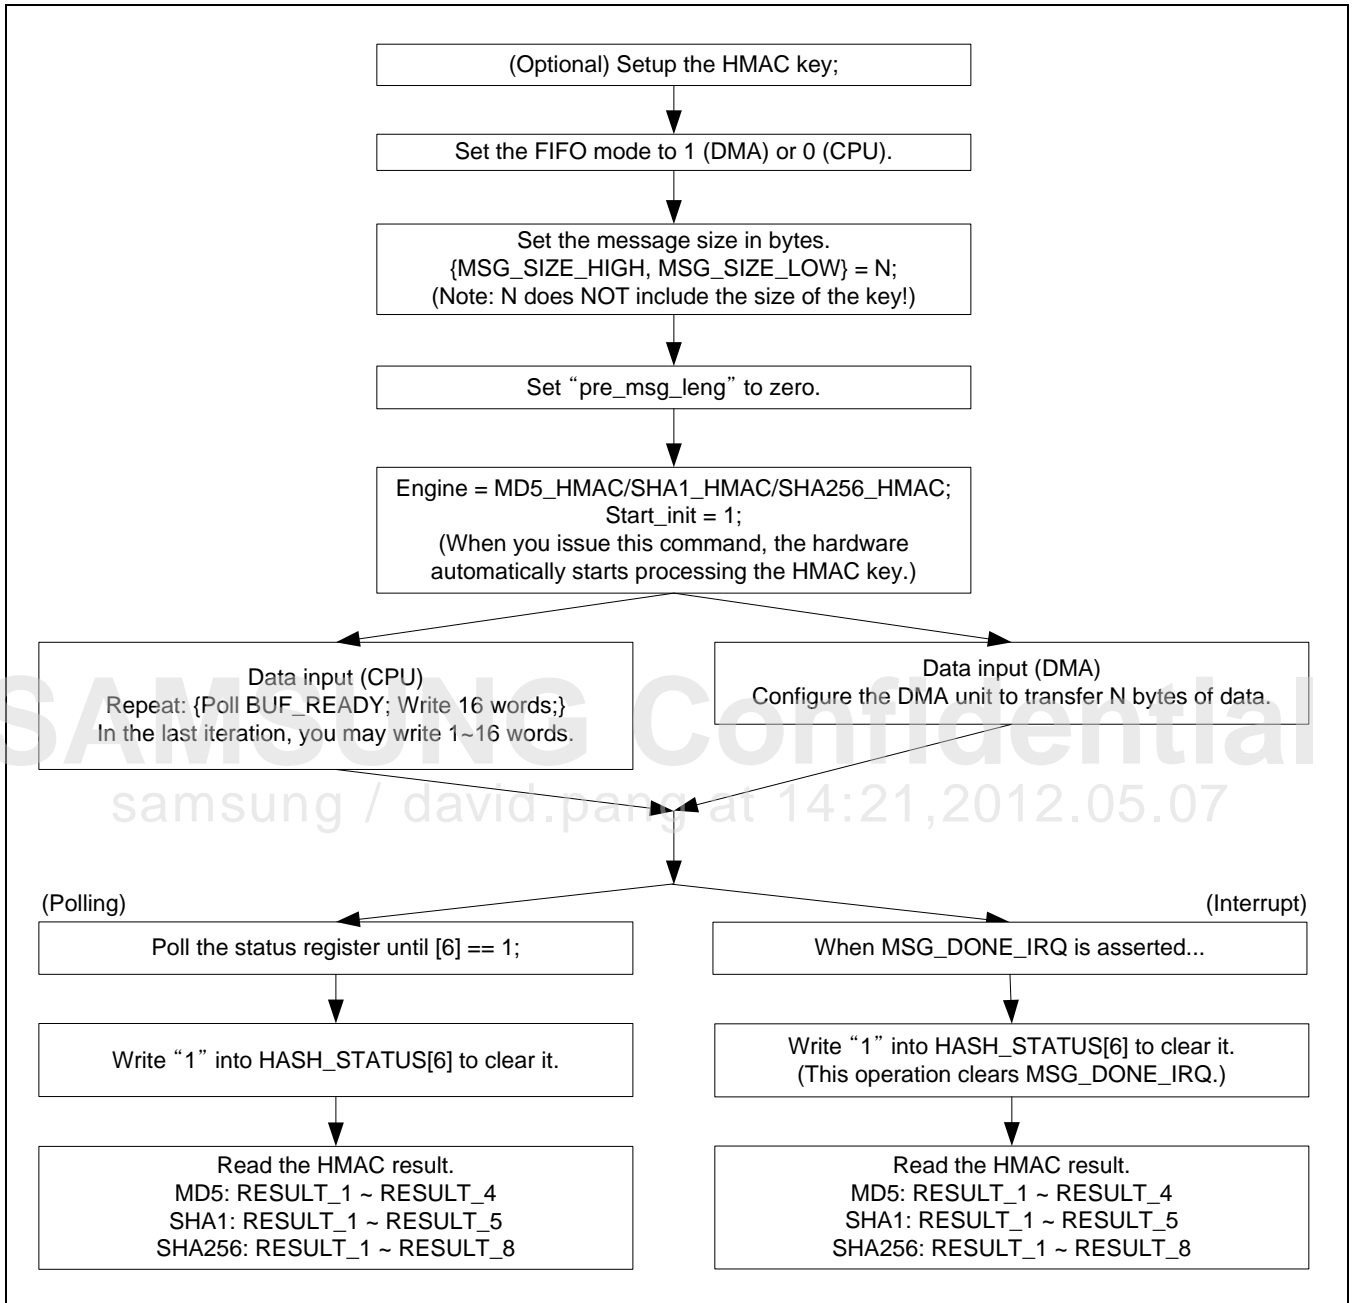 (Optional) Setup the HMAC key;
Set the FIFO mode to 1 (DMA) or 0 (CPU).
Set the message size in bytes.
{MSG_SIZE_HIGH, MSG_SIZE_LOW} = N;
(Note: N does NOT include the size of the key!)
Set “pre_msg_leng” to zero.
Engine = MD5_HMAC/SHA1_HMAC/SHA256_HMAC;
Start_init = 1;
(When you issue this command, the hardware
automatically starts processing the HMAC key.)
Data input (CPU)
Repeat: {Poll BUF_READY; Write 16 words;}
In the last iteration, you may write 1~16 words.
Data input (DMA)
Configure the DMA unit to transfer N bytes of data.
SAMSUNG Confidential
samsung / david.pang at 14:21,2012.05.07
(Polling)
Poll the status register until [6] == 1;
Write “1” into HASH_STATUS[6] to clear it.
Read the HMAC result.
MD5: RESULT_1 ~ RESULT_4
SHA1: RESULT_1 ~ RESULT_5
SHA256: RESULT_1 ~ RESULT_8
(Interrupt)
When MSG_DONE_IRQ is asserted...
Write “1” into HASH_STATUS[6] to clear it.
(This operation clears MSG_DONE_IRQ.)
Read the HMAC result.
MD5: RESULT_1 ~ RESULT_4
SHA1: RESULT_1 ~ RESULT_5
SHA256: RESULT_1 ~ RESULT_8